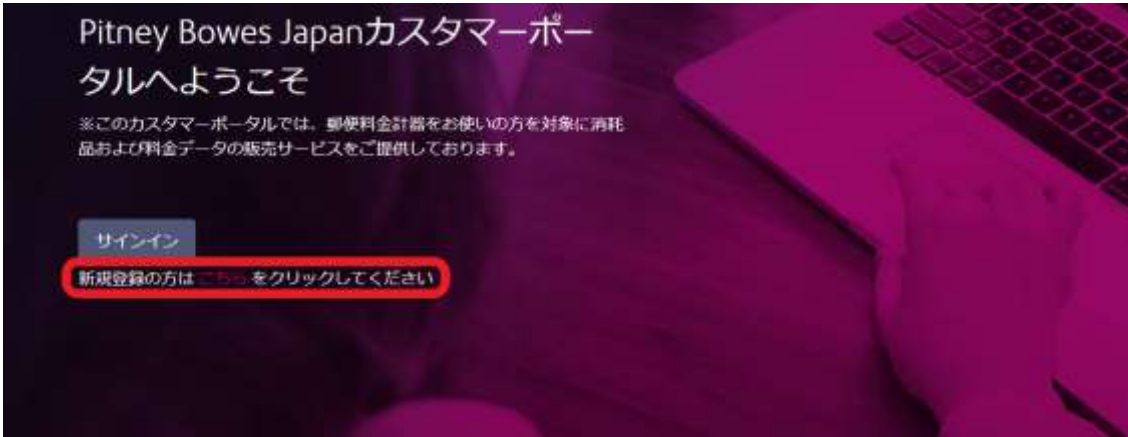 Pitney Bowes Japanカスタマーポー
タルへようこそ
※このカスタマーポータルでは、郵便料金計器をお使いの方を対象に消耗
品および料金データの販売サービスをご提供しております。
サインイン
新規登録の方は こちら をクリックしてください